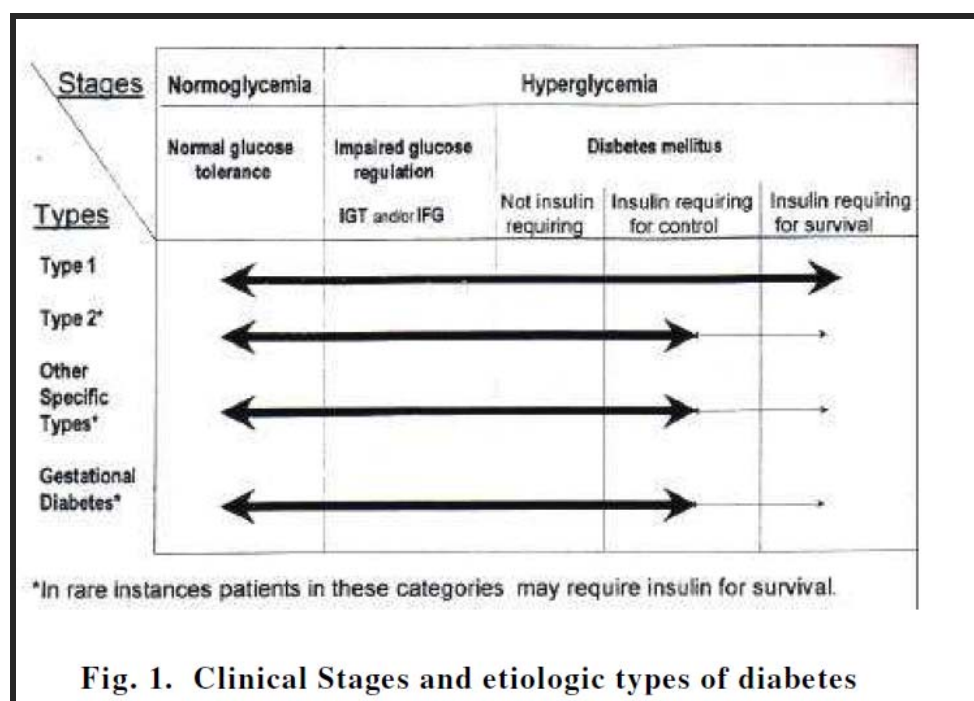 Stages Normoglycemia Hyperglycemia
Normal glucose tolerance
Impaired glucose regulation
IGT and/or IFG
Diabetes mellitus
Not insulin requiring
Insulin requiring for control
Insulin requiring for survival
Types
Type 1
Type 2*
Other
Specific
Types*
Gestational
Diabetes*
*In rare instances patients in these categories may require insulin for survival.
Fig. 1. Clinical Stages and etiologic types of diabetes